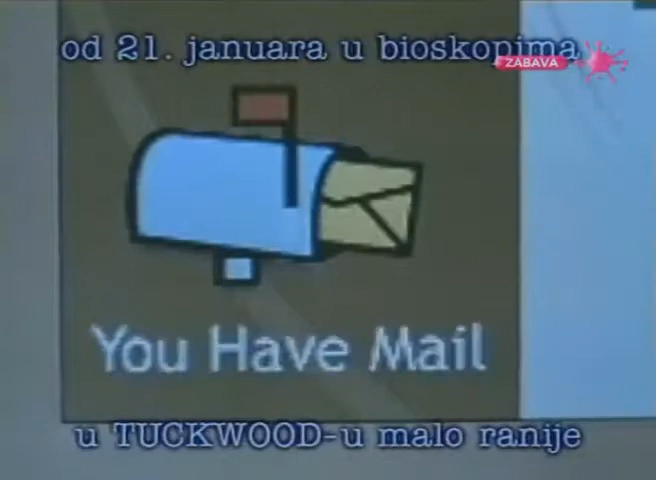 od 21. januara u bioskopima
ZABAVA
You Have Mail
u TUCKWOOD-u malo ranije